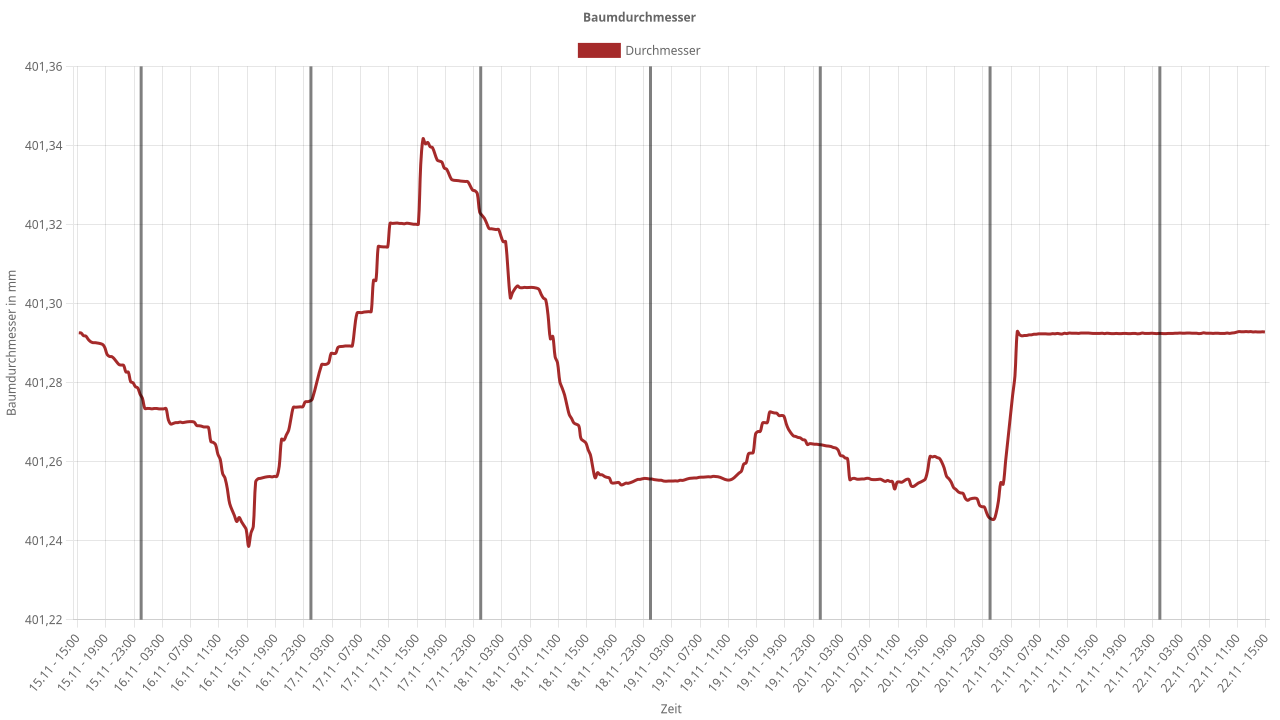 Baumdurchmesser
Durchmesser
Baumdurchmesser in mm
401,36
401,34
401,32
401,30
401,28
401,26
401,24
401,22
15.11 - 15:00
15.11 - 19:00
15.11 - 23:00
16.11 - 03:00
16.11 - 07:00
16.11 - 11:00
16.11 - 15:00
16.11 - 19:00
16.11 - 23:00
17.11 - 03:00
17.11 - 07:00
17.11 - 11:00
17.11 - 15:00
17.11 - 19:00
17.11 - 23:00
18.11 - 03:00
18.11 - 07:00
18.11 - 11:00
18.11 - 15:00
18.11 - 19:00
18.11 - 23:00
19.11 - 03:00
19.11 - 07:00
19.11 - 11:00
19.11 - 15:00
19.11 - 19:00
19.11 - 23:00
20.11 - 03:00
20.11 - 07:00
20.11 - 11:00
20.11 - 15:00
20.11 - 19:00
20.11 - 23:00
21.11 - 03:00
21.11 - 07:00
21.11 - 11:00
21.11 - 15:00
21.11 - 19:00
21.11 - 23:00
22.11 - 03:00
22.11 - 07:00
22.11 - 11:00
22.11 - 15:00
Zeit